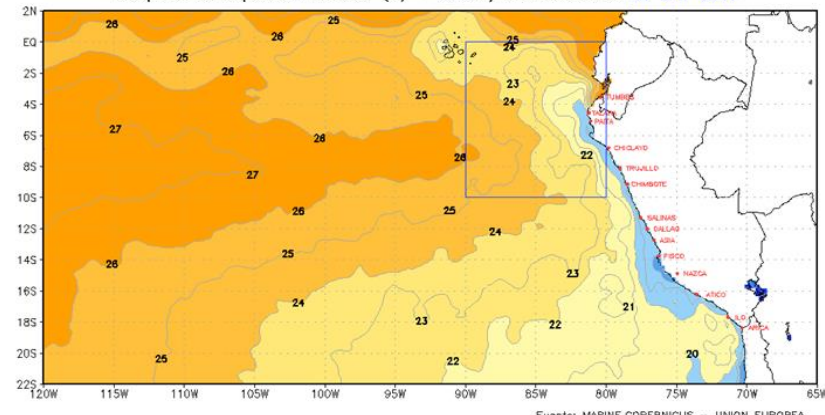 2N
EQ
2S
4S
6S
8S
10S
12S
14S
16S
18S
20S
22S
120W 115W 110W 105W 100W 95W 90W 85W 80W 75W 70W 65W
26 25 26 25 24
25 26 23
25 24
27 26 26 22
27
26 25 24
26 25 23
24 23 22 21
25 22 20
TUMBES
TALARA
PAITA
CHICLAYO
TRUJILLO
CHIMBOTE
SALINAS
CALLAO
ASIA
PISCO
NAZCA
ATICO
ILO
ARICA
Fuente: MARINE COPERNICUS - UNION EUROPEA